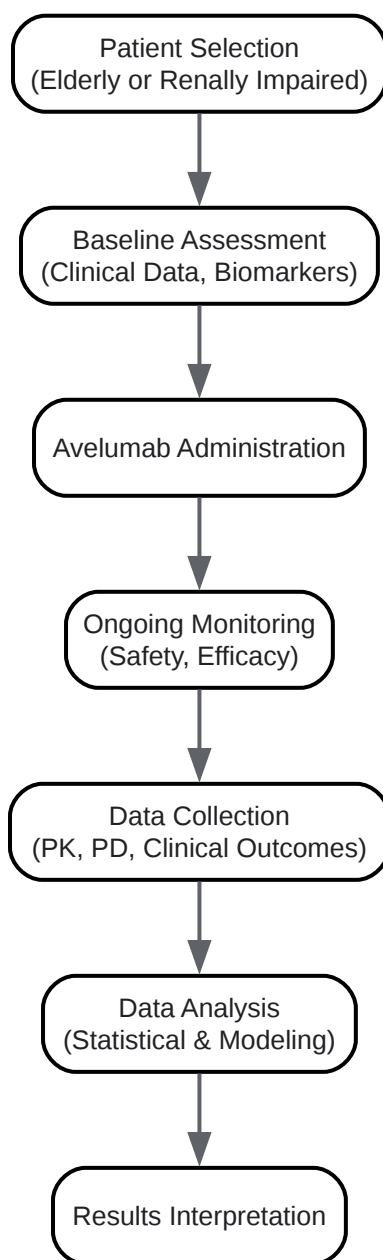 Patient Selection
(Elderly or Renally Impaired)
Baseline Assessment
(Clinical Data, Biomarkers)
Avelumab Administration
Ongoing Monitoring
(Safety, Efficacy)
Data Collection
(PK, PD, Clinical Outcomes)
Data Analysis
(Statistical & Modeling)
Results Interpretation